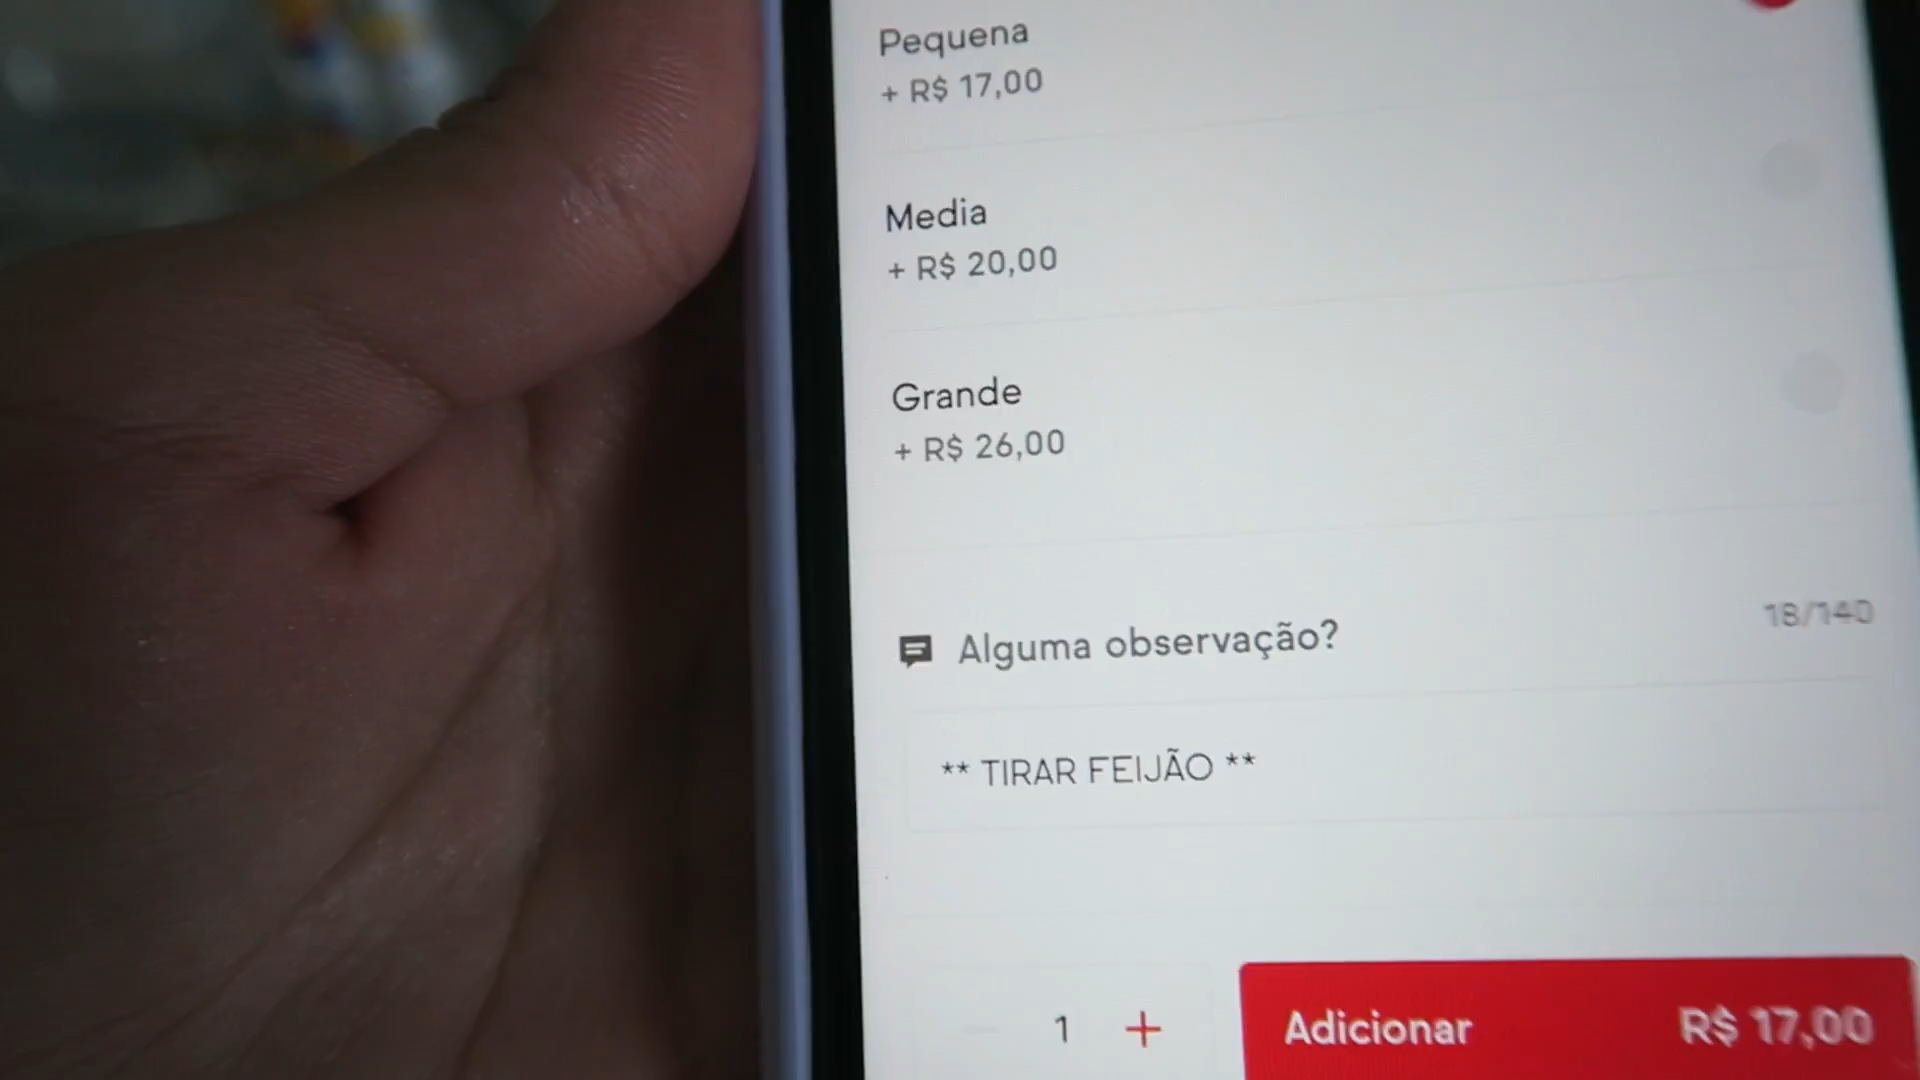 Pequena
+ R$ 17,00
Media
+ R$ 20,00
Grande
+ R$ 26,00
Alguma observação?
18/140
** TIRAR FEIJÃO **
1 +
Adicionar R$ 17,00